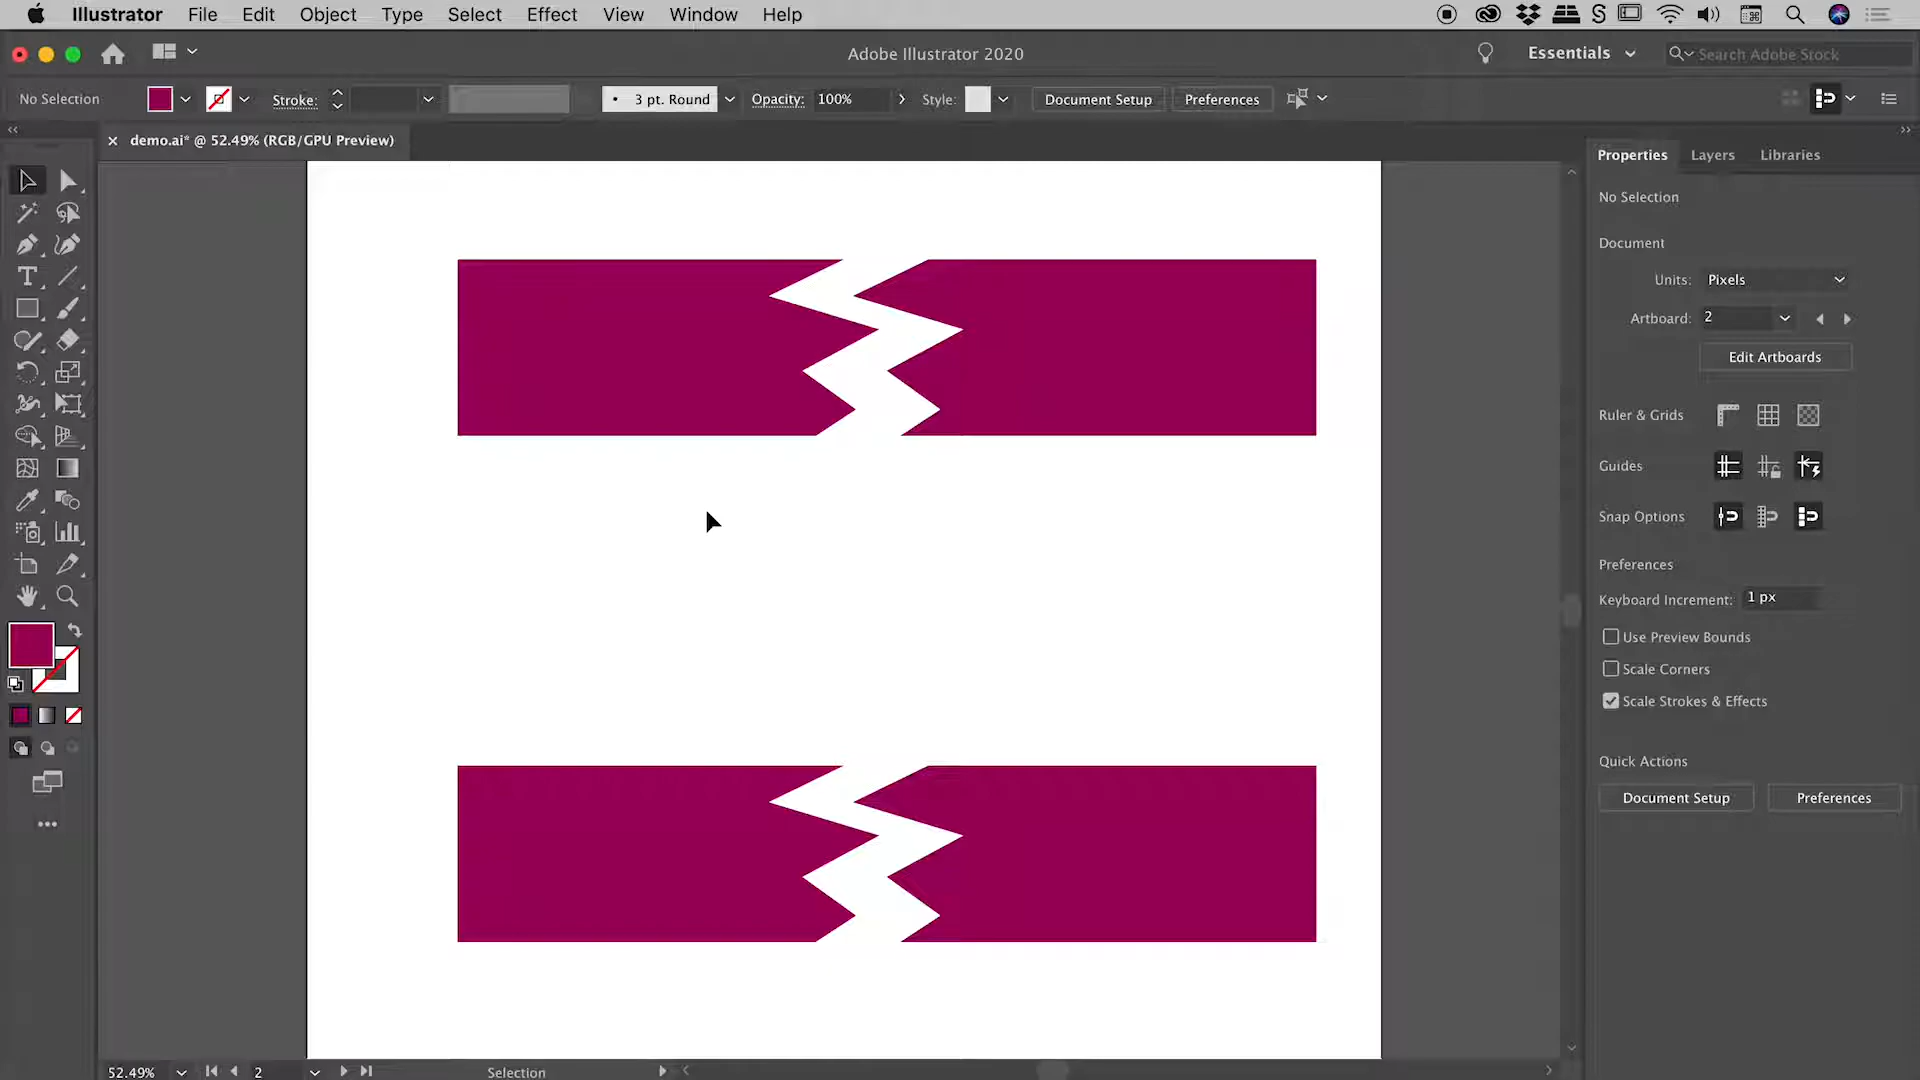 Illustrator File Edit Object Type Select Effect View Window Help
Adobe Illustrator 2020
Essentials
Search Adobe Stock
No Selection
Stroke:
3 pt. Round
Opacity: 100%
Style:
Document Setup
Preferences
demo.ai* @ 52.49% (RGB/GPU Preview)
Properties Layers Libraries
No Selection
Document
Units: Pixels
Artboard: 2
Edit Artboards
Ruler & Grids
Guides
Snap Options
Preferences
Keyboard Increment: 1 px
Use Preview Bounds
Scale Corners
Scale Strokes & Effects
Quick Actions
Document Setup
Preferences
52.49%
2
Selection